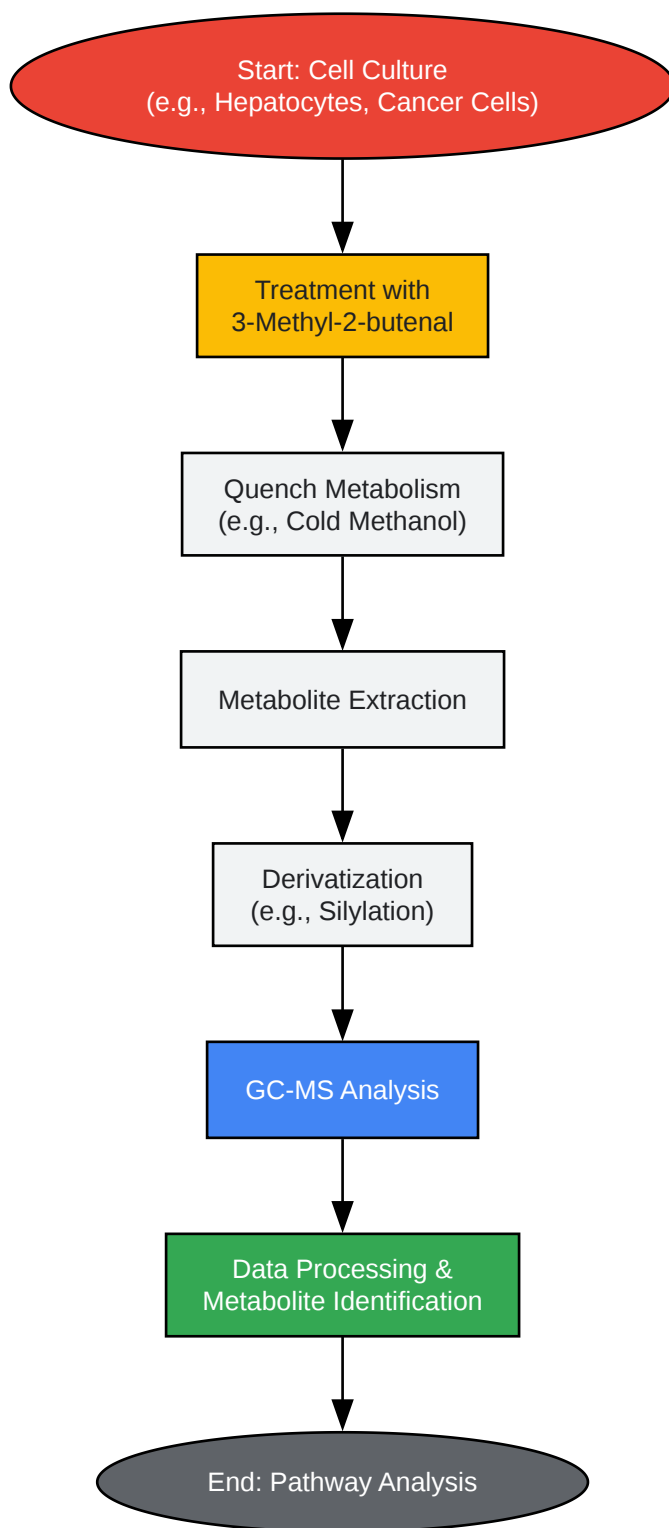 Start: Cell Culture
(e.g., Hepatocytes, Cancer Cells)
Treatment with
3-Methyl-2-butenal
Quench Metabolism
(e.g., Cold Methanol)
Metabolite Extraction
Derivatization
(e.g., Silylation)
GC-MS Analysis
Data Processing &
Metabolite Identification
End: Pathway Analysis